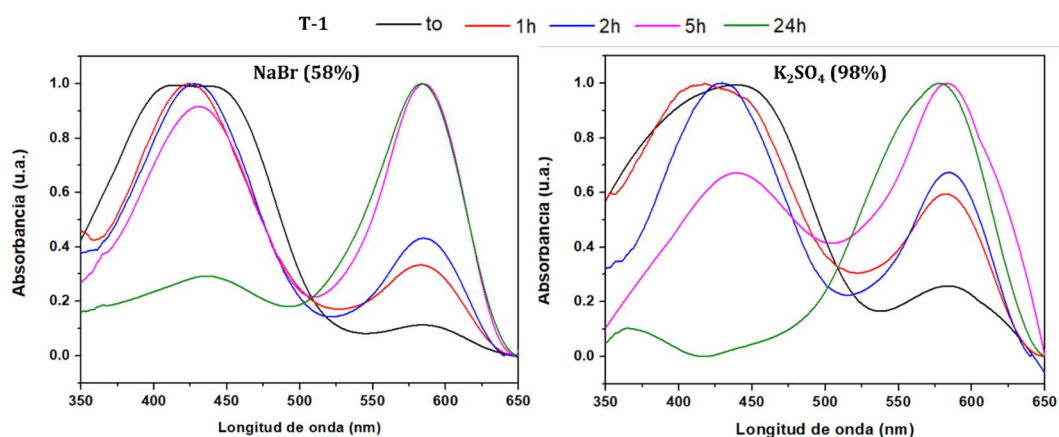 T-1 to 1h 2h 5h 24h
NaBr (58%)
1.0
0.8
0.6
0.4
0.2
0.0
350 400 450 500 550 600 650
Absorbancia (u.a.)
Longitud de onda (nm)
K₂SO₄ (98%)
1.0
0.8
0.6
0.4
0.2
0.0
350 400 450 500 550 600 650
Absorbancia (u.a.)
Longitud de onda (nm)